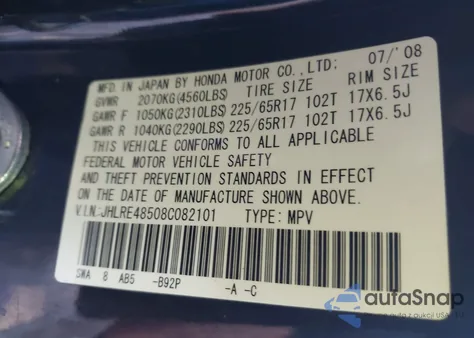 MFD. IN JAPAN BY HONDA MOTOR CO., LTD: 07/'08
GVWR 2070KG(4560LBS) TIRE SIZE RIM SIZE
GAWR F 1050KG(2310LBS) 225/65R17 102T 17X6.5J
GAWR R 1040KG(2290LBS) 225/65R17 102T 17X6.5J
THIS VEHICLE CONFORMS TO ALL APPLICABLE
FEDERAL MOTOR VEHICLE SAFETY
AND THEFT PREVENTION STANDARDS IN EFFECT
ON THE DATE OF MANUFACTURE SHOWN ABOVE.
V.I.N:JHLRE48508C082101 TYPE: MPV
SWA 8 AB5 -B92P -A -C
autoSnap